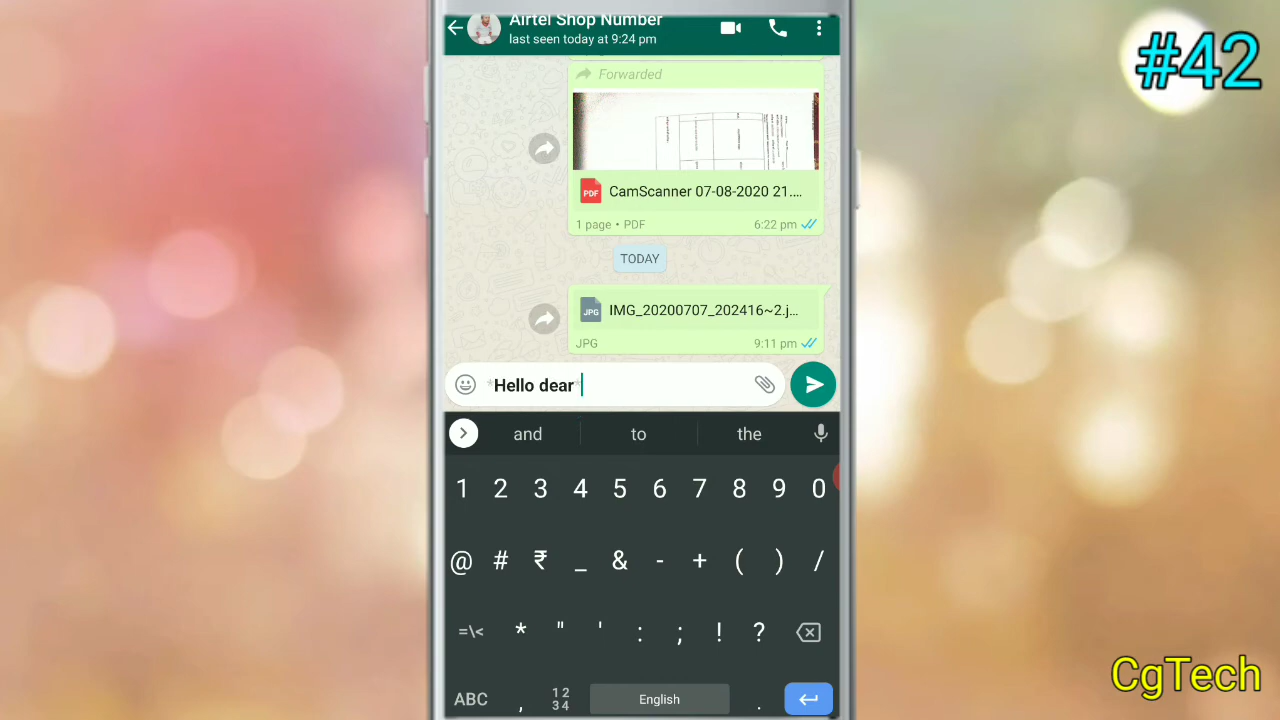 Airtel Shop Number
last seen today at 9:24 pm
#42
Forwarded
PDF
CamScanner 07-08-2020 21....
1 page • PDF
6:22 pm
TODAY
JPG
IMG_20200707_202416~2.j...
JPG
9:11 pm
*Hello dear*
and to the
1 2 3 4 5 6 7 8 9 0
@ # ₹ _ & - + ( ) /
=\< * " ' : ; ! ?
ABC , 12 34 English .
CgTech